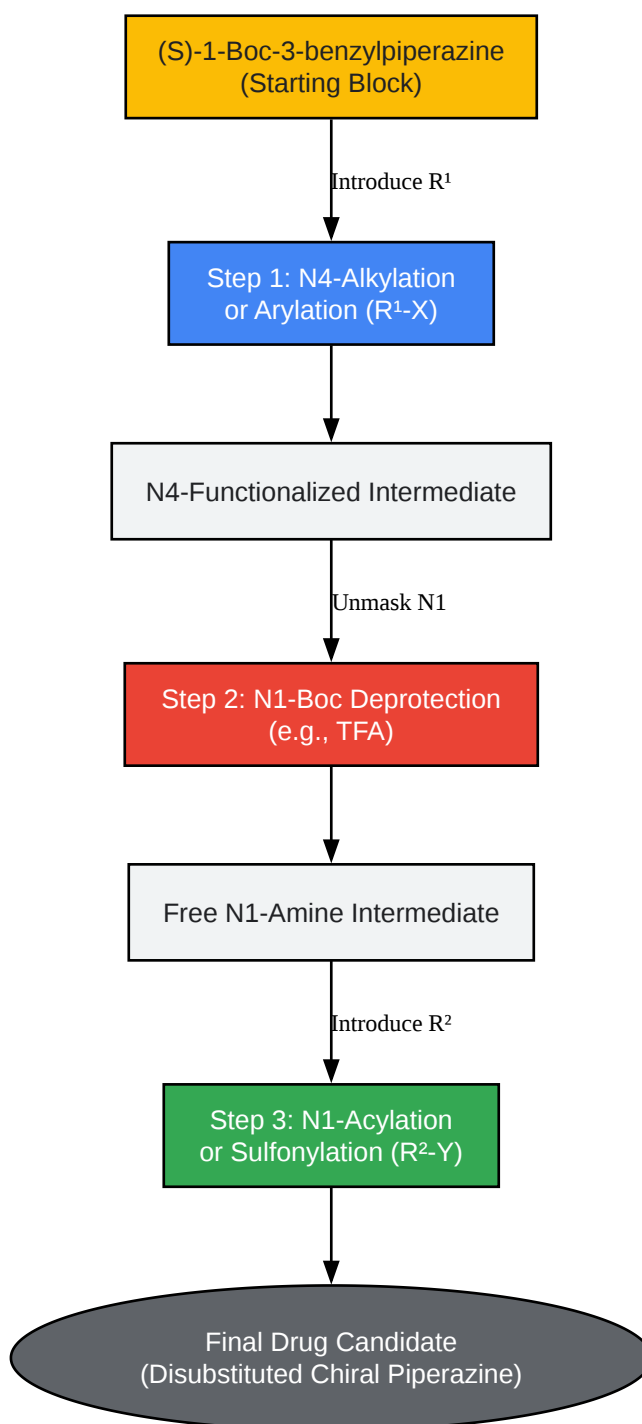 (S)-1-Boc-3-benzylpiperazine
(Starting Block)
Introduce R¹
Step 1: N4-Alkylation
or Arylation (R¹-X)
N4-Functionalized Intermediate
Unmask N1
Step 2: N1-Boc Deprotection
(e.g., TFA)
Free N1-Amine Intermediate
Introduce R²
Step 3: N1-Acylation
or Sulfonylation (R²-Y)
Final Drug Candidate
(Disubstituted Chiral Piperazine)